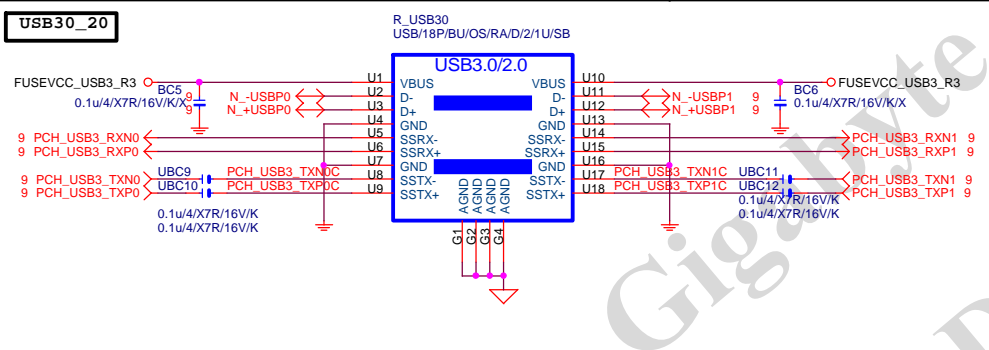 USB30_20
R_USB30
USB/18P/BU/OS/RA/D/2/1U/SB
USB3.0/2.0
FUSEVCC_USB3_R3
BC5
0.1u/4/X7R/16V/K/X
9 N_-USBP0
9 N_+USBP0
9 PCH_USB3_RXN0
9 PCH_USB3_RXP0
9 PCH_USB3_TXN0
9 PCH_USB3_TXP0
UBC9
UBC10
PCH_USB3_TXN0C
PCH_USB3_TXP0C
0.1u/4/X7R/16V/K
0.1u/4/X7R/16V/K
U1 VBUS
U2 D-
U3 D+
U4 GND
U5 SSRX-
U6 SSRX+
U7 GND
U8 SSTX-
U9 SSTX+
VBUS U10
D- U11
D+ U12
GND U13
SSRX- U14
SSRX+ U15
GND U16
SSTX- U17
SSTX+ U18
AGND G1
AGND G2
AGND G3
AGND G4
FUSEVCC_USB3_R3
BC6
0.1u/4/X7R/16V/K/X
N_-USBP1 9
N_+USBP1 9
PCH_USB3_RXN1 9
PCH_USB3_RXP1 9
PCH_USB3_TXN1C
PCH_USB3_TXP1C
UBC11
UBC12
PCH_USB3_TXN1 9
PCH_USB3_TXP1 9
0.1u/4/X7R/16V/K
0.1u/4/X7R/16V/K
Gigabyte